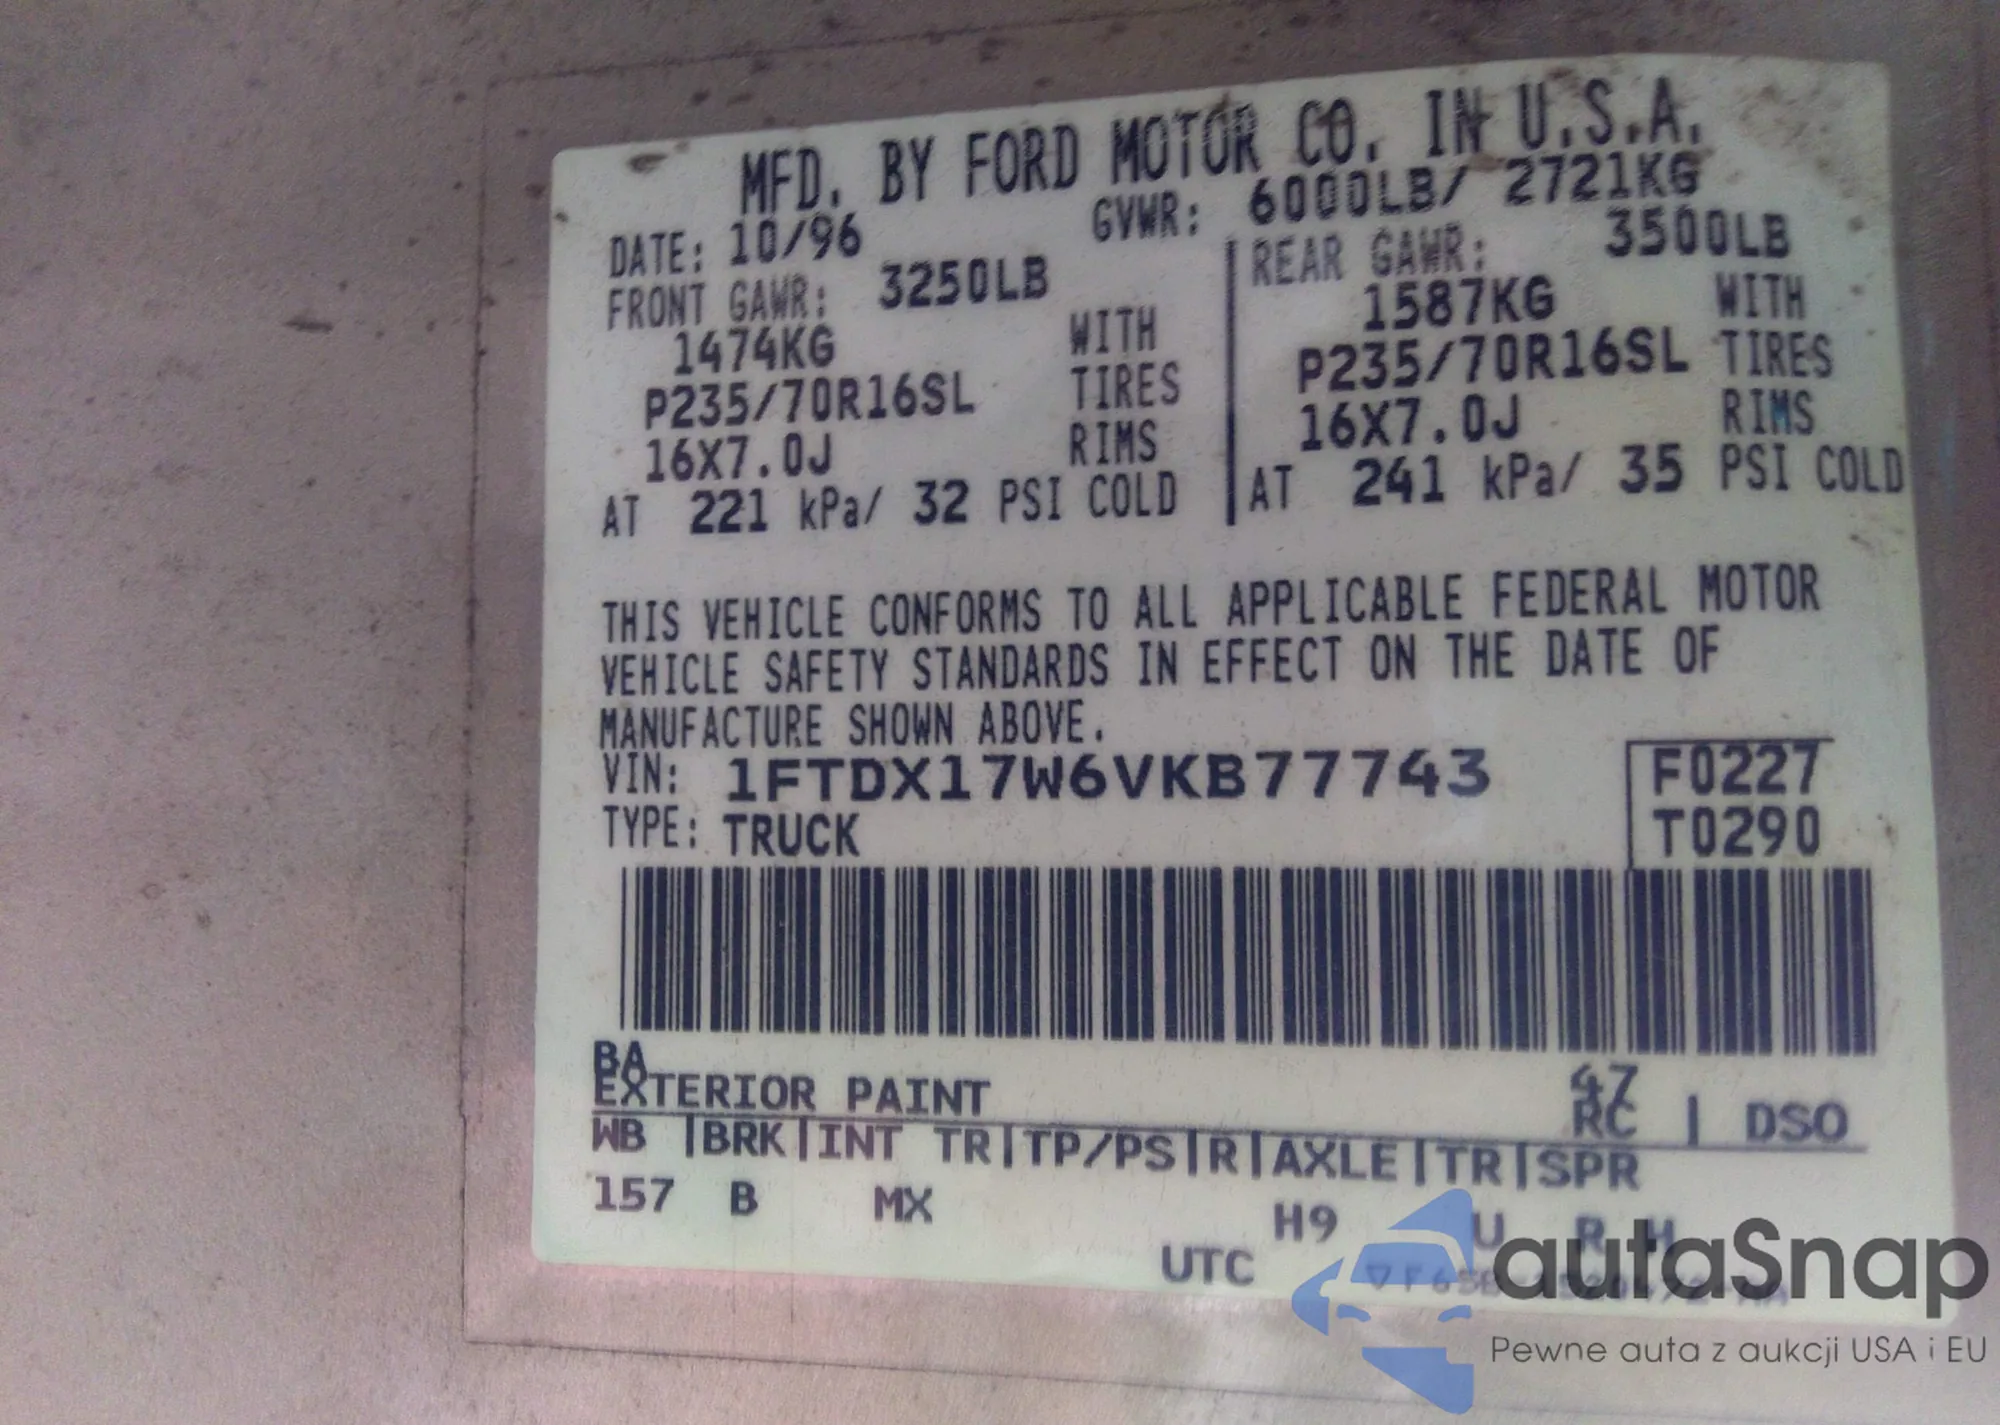 MFD. BY FORD MOTOR CO. IN U.S.A.
DATE: 10/96 GVWR: 6000LB/ 2721KG
FRONT GAWR: 3250LB REAR GAWR: 3500LB
1474KG WITH 1587KG WITH
P235/70R16SL TIRES P235/70R16SL TIRES
16X7.0J RIMS 16X7.0J RIMS
AT 221 kPa/ 32 PSI COLD AT 241 kPa/ 35 PSI COLD
THIS VEHICLE CONFORMS TO ALL APPLICABLE FEDERAL MOTOR
VEHICLE SAFETY STANDARDS IN EFFECT ON THE DATE OF
MANUFACTURE SHOWN ABOVE.
VIN: 1FTDX17W6VKB77743 F0227
TYPE: TRUCK T0290
BA 47
EXTERIOR PAINT RC | DSO
WB |BRK|INT TR|TP/PS|R|AXLE|TR|SPR
157 B MX H9 U R H
UTC
autaSnap
Pewne auta z aukcji USA i EU